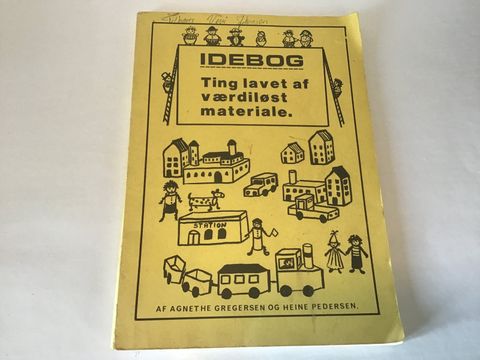 IDEBOG
Ting lavet af
værdiløst
materiale.
STATION
AF AGNETHE GREGERSEN OG HEINE PEDERSEN.